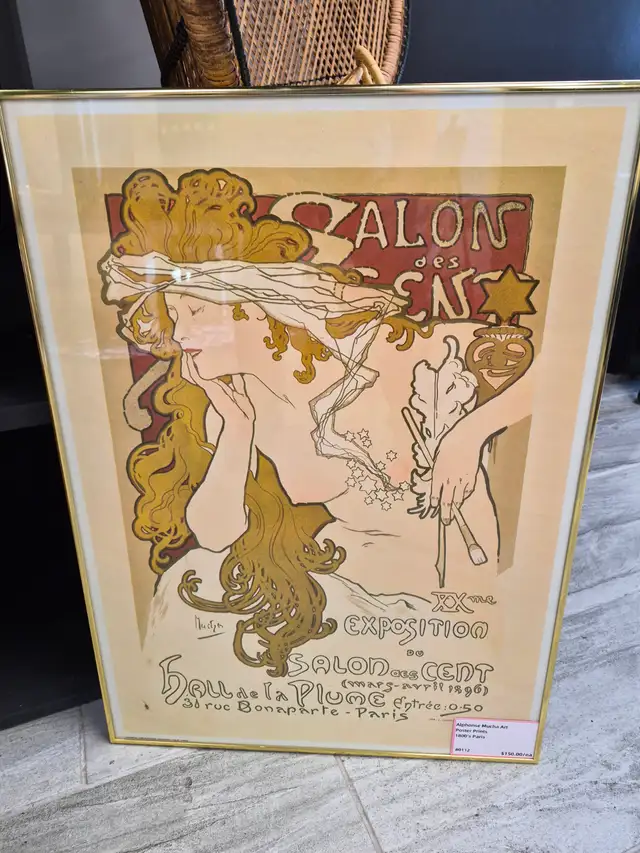 SALON
des
CENT
Mucha
XXme
EXPOSITION
DU
SALON DES CENT
(mars-avril 1896)
HALL de la PLUME Entrée: 0.50
31 rue Bonaparte - Paris
Alphonse Mucha Art
Poster Prints
1800's Paris
$150.00/ea